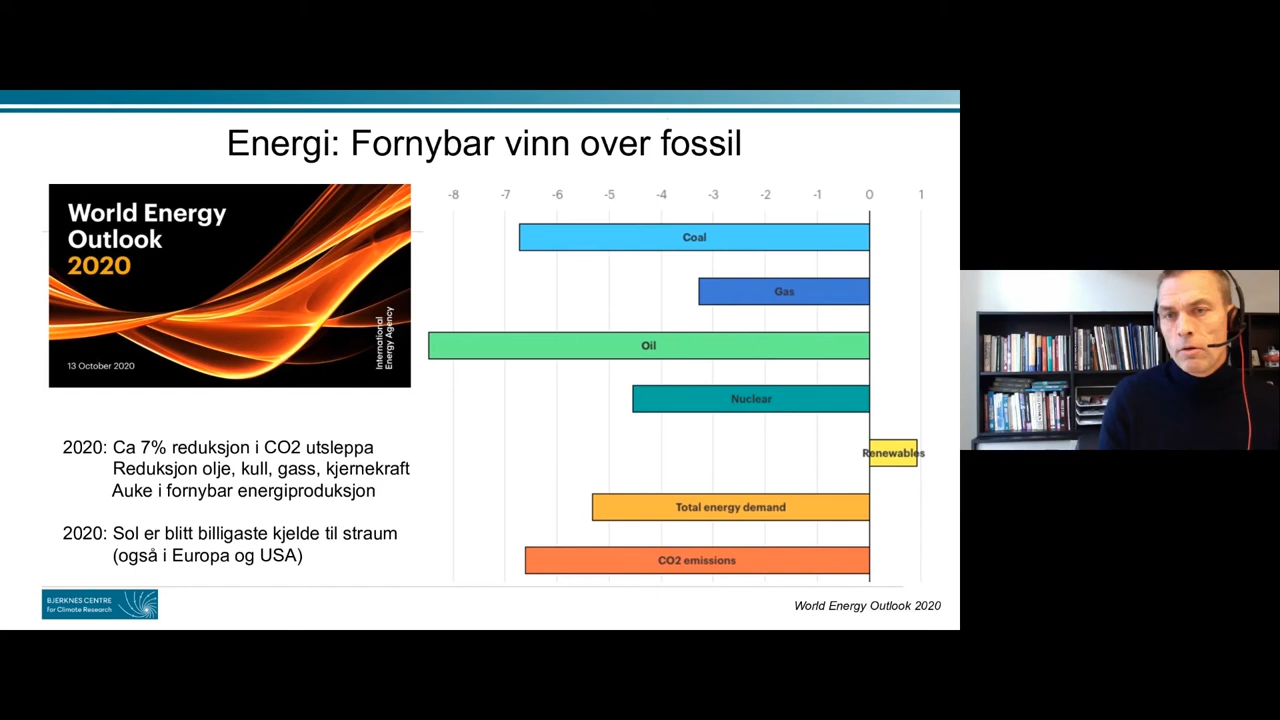 Energi: Fornybar vinn over fossil
World Energy
Outlook
2020
International
Energy Agency
13 October 2020
-8 -7 -6 -5 -4 -3 -2 -1 0 1
Coal
Gas
Oil
Nuclear
Renewables
Total energy demand
CO2 emissions
2020: Ca 7% reduksjon i CO2 utsleppa
Reduksjon olje, kull, gass, kjernekraft
Auke i fornybar energiproduksjon
2020: Sol er blitt billigaste kjelde til straum
(også i Europa og USA)
BJERKNES CENTRE
for Climate Research
World Energy Outlook 2020